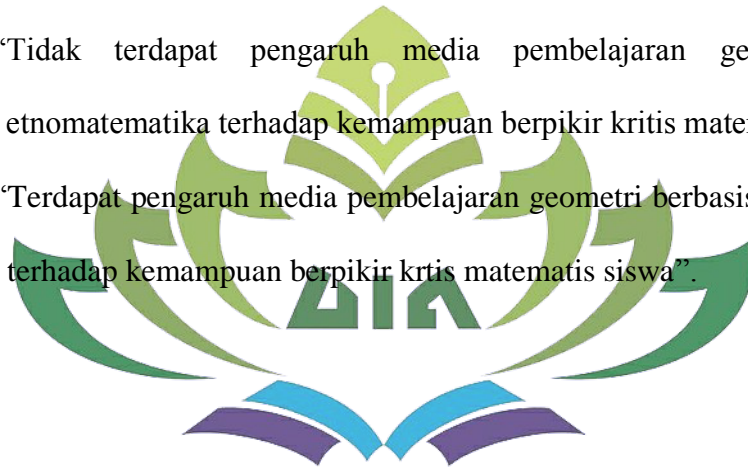 “Tidak terdapat pengaruh media pembelajaran ge
etnomatematika terhadap kemampuan berpikir kritis mate
“Terdapat pengaruh media pembelajaran geometri berbasis
terhadap kemampuan berpikir krtis matematis siswa”.